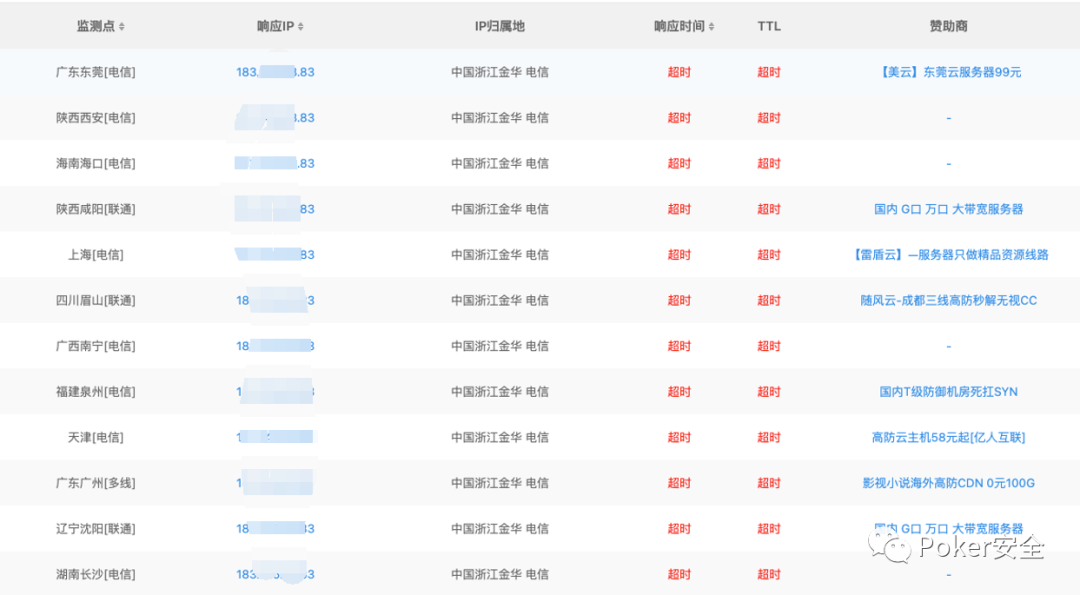 监测点 响应IP IP归属地 响应时间 TTL 赞助商
广东东莞[电信] 183. .83 中国浙江金华 电信 超时 超时 【美云】东莞云服务器99元
陕西西安[电信] .83 中国浙江金华 电信 超时 超时 -
海南海口[电信] .83 中国浙江金华 电信 超时 超时 -
陕西咸阳[联通] 83 中国浙江金华 电信 超时 超时 国内 G口 万口 大带宽服务器
上海[电信] 83 中国浙江金华 电信 超时 超时 【雷盾云】—服务器只做精品资源线路
四川眉山[联通] 18 3 中国浙江金华 电信 超时 超时 随风云-成都三线高防秒解无视CC
广西南宁[电信] 18 3 中国浙江金华 电信 超时 超时 -
福建泉州[电信] 1 中国浙江金华 电信 超时 超时 国内T级防御机房死扛SYN
天津[电信] 1 中国浙江金华 电信 超时 超时 高防云主机58元起[亿人互联]
广东广州[多线] 1 中国浙江金华 电信 超时 超时 影视小说海外高防CDN 0元100G
辽宁沈阳[联通] 18 33 中国浙江金华 电信 超时 超时 国内 G口 万口 大带宽服务器
湖南长沙[电信] 183. 3 中国浙江金华 电信 超时 超时 -
Poker安全